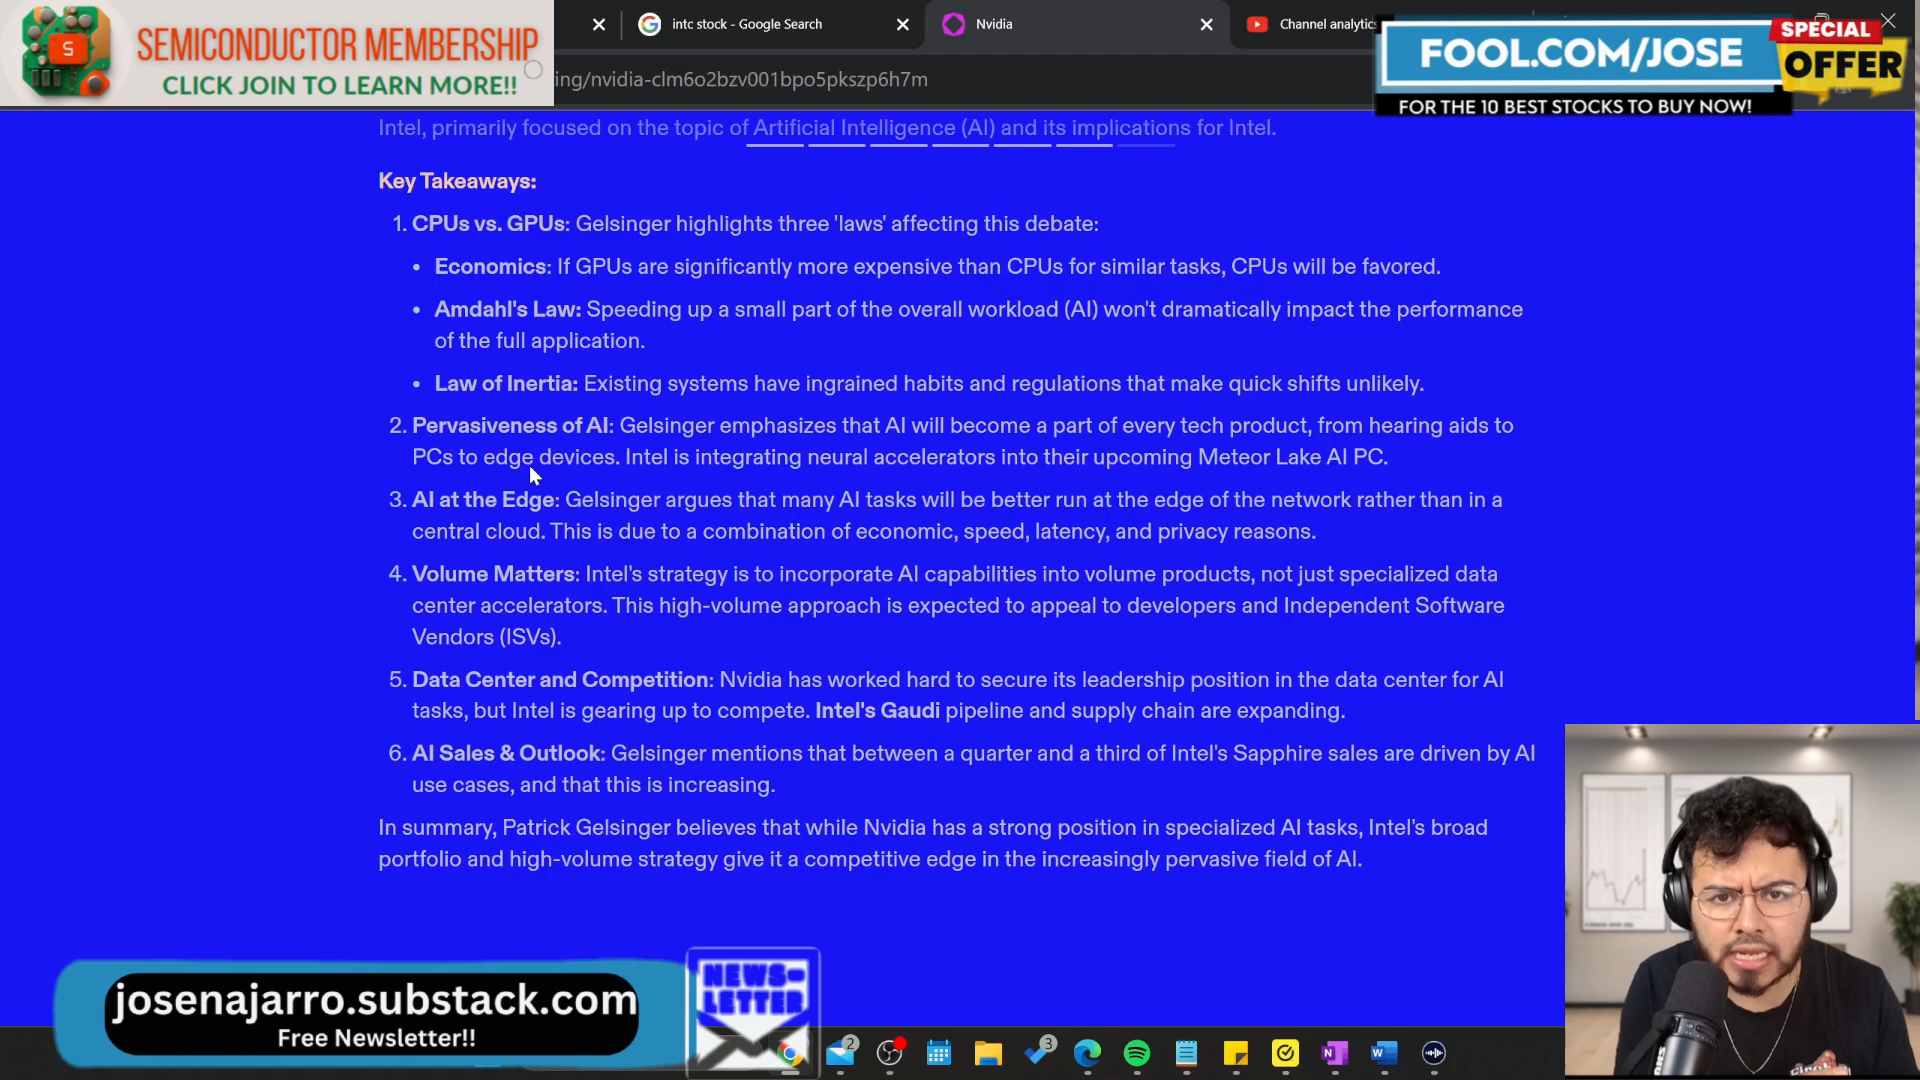 SEMICONDUCTOR MEMBERSHIP
CLICK JOIN TO LEARN MORE!!
S
intc stock - Google Search
Nvidia
Channel analytics
FOOL.COM/JOSE
SPECIAL
OFFER
FOR THE 10 BEST STOCKS TO BUY NOW!
ing/nvidia-clm6o2bzv001bpo5pkszp6h7m
Intel, primarily focused on the topic of Artificial Intelligence (AI) and its implications for Intel.
Key Takeaways:
1. CPUs vs. GPUs: Gelsinger highlights three 'laws' affecting this debate:
• Economics: If GPUs are significantly more expensive than CPUs for similar tasks, CPUs will be favored.
• Amdahl's Law: Speeding up a small part of the overall workload (AI) won't dramatically impact the performance
of the full application.
• Law of Inertia: Existing systems have ingrained habits and regulations that make quick shifts unlikely.
2. Pervasiveness of AI: Gelsinger emphasizes that AI will become a part of every tech product, from hearing aids to
PCs to edge devices. Intel is integrating neural accelerators into their upcoming Meteor Lake AI PC.
3. AI at the Edge: Gelsinger argues that many AI tasks will be better run at the edge of the network rather than in a
central cloud. This is due to a combination of economic, speed, latency, and privacy reasons.
4. Volume Matters: Intel's strategy is to incorporate AI capabilities into volume products, not just specialized data
center accelerators. This high-volume approach is expected to appeal to developers and Independent Software
Vendors (ISVs).
5. Data Center and Competition: Nvidia has worked hard to secure its leadership position in the data center for AI
tasks, but Intel is gearing up to compete. Intel's Gaudi pipeline and supply chain are expanding.
6. AI Sales & Outlook: Gelsinger mentions that between a quarter and a third of Intel's Sapphire sales are driven by AI
use cases, and that this is increasing.
In summary, Patrick Gelsinger believes that while Nvidia has a strong position in specialized AI tasks, Intel's broad
portfolio and high-volume strategy give it a competitive edge in the increasingly pervasive field of AI.
josenajarro.substack.com
Free Newsletter!!
NEWS-
LETTER
2
3
N
W